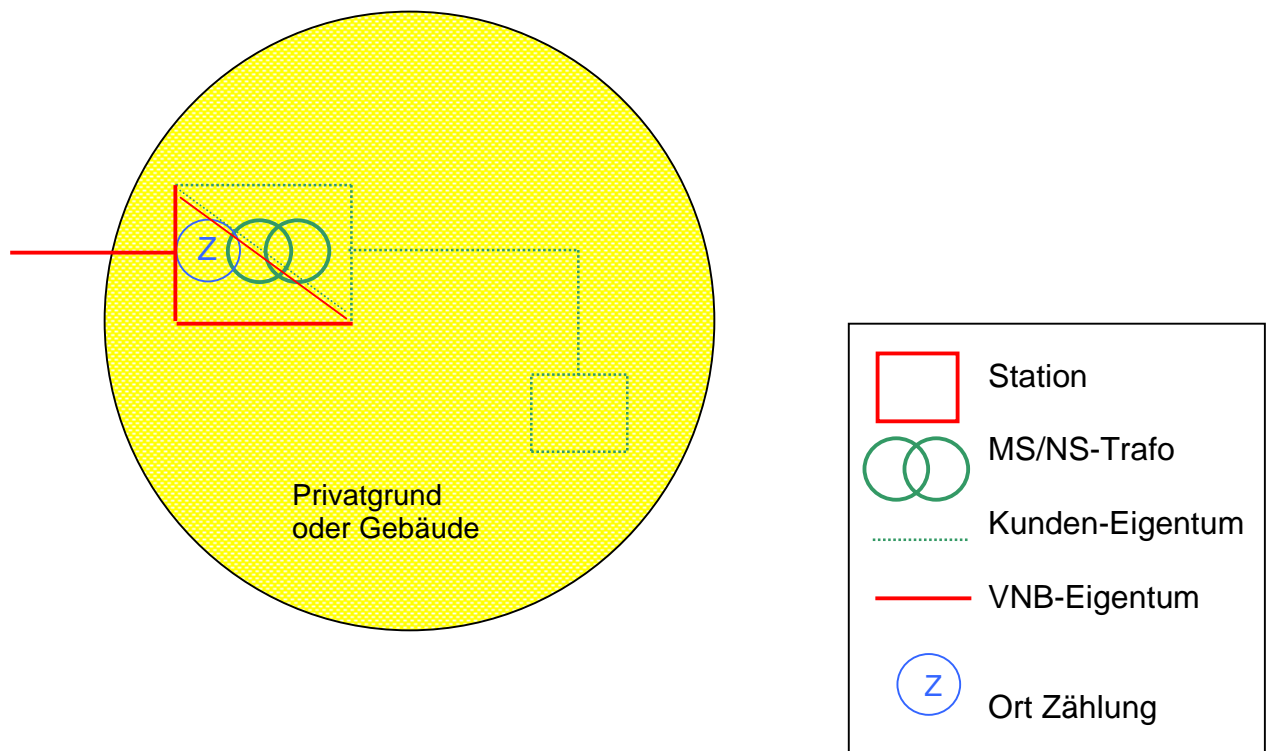 Z
Privatgrund
oder Gebäude
Station
MS/NS-Trafo
Kunden-Eigentum
VNB-Eigentum
Z
Ort Zählung